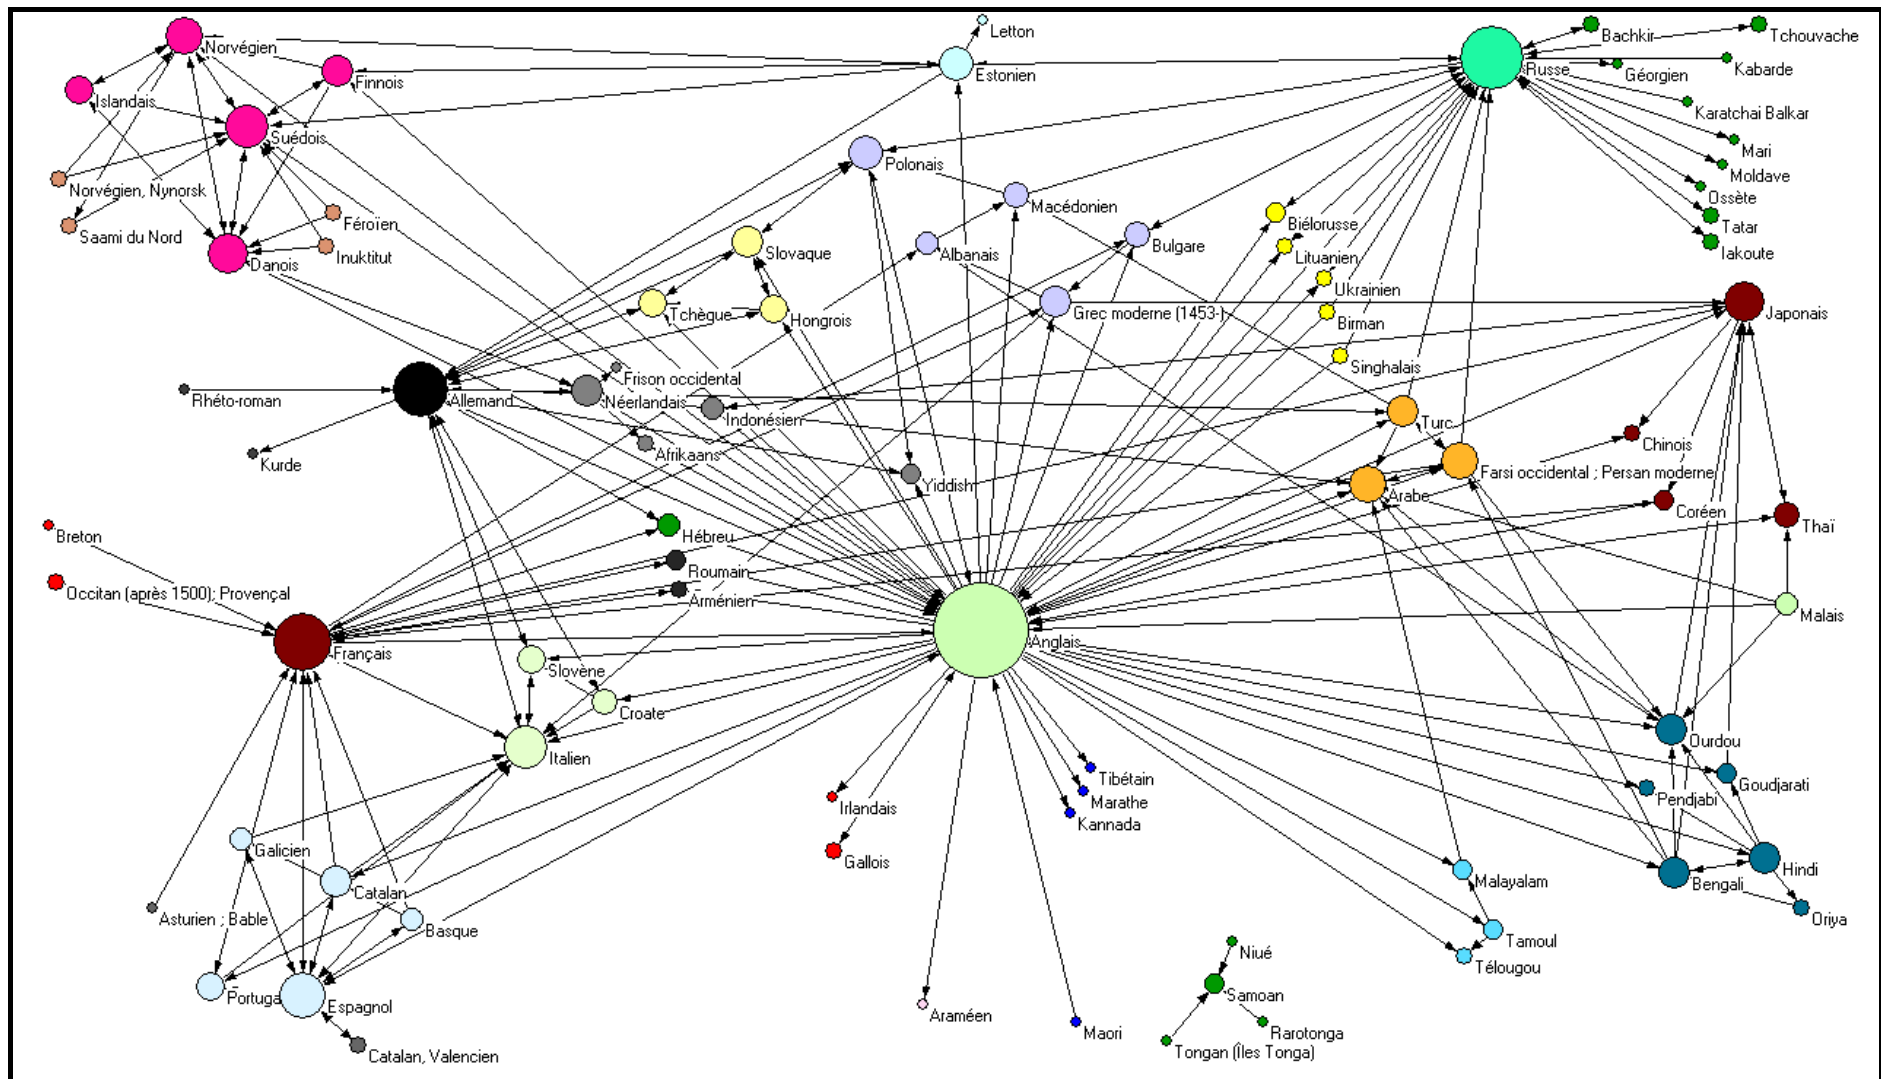 Letton
Norvégien
Bachkir
Tchouvache
Estonien
Russe
Géorgien
Kabarde
Finnois
Islandais
Karatchai Balkar
Suédois
Mari
Polonais
Moldave
Norvégien, Nynorsk
Ossète
Macédonien
Féroïen
Biélorusse
Tatar
Saami du Nord
Bulgare
Iakoute
Inuktitut
Slovaque
Albanais
Lituanien
Danois
Ukrainien
Tchèque
Hongrois
Grec moderne (1453-)
Birman
Japonais
Singhalais
Frison occidental
Rhéto-roman
Allemand
Néerlandais
Indonésien
Turc
Chinois
Afrikaans
Kurde
Farsi occidental ; Persan moderne
Yiddish
Arabe
Coréen
Thaï
Breton
Hébreu
Roumain
Occitan (après 1500); Provençal
Arménien
Malais
Français
Anglais
Slovène
Croate
Ourdou
Italien
Tibétain
Goudjarati
Pendjabi
Marathe
Irlandais
Kannada
Galicien
Gallois
Hindi
Malayalam
Bengali
Catalan
Asturien ; Bable
Oriya
Basque
Tamoul
Niué
Télougou
Portuga
Espagnol
Samoan
Araméen
Maori
Rarotonga
Tongan (Îles Tonga)
Catalan, Valencien